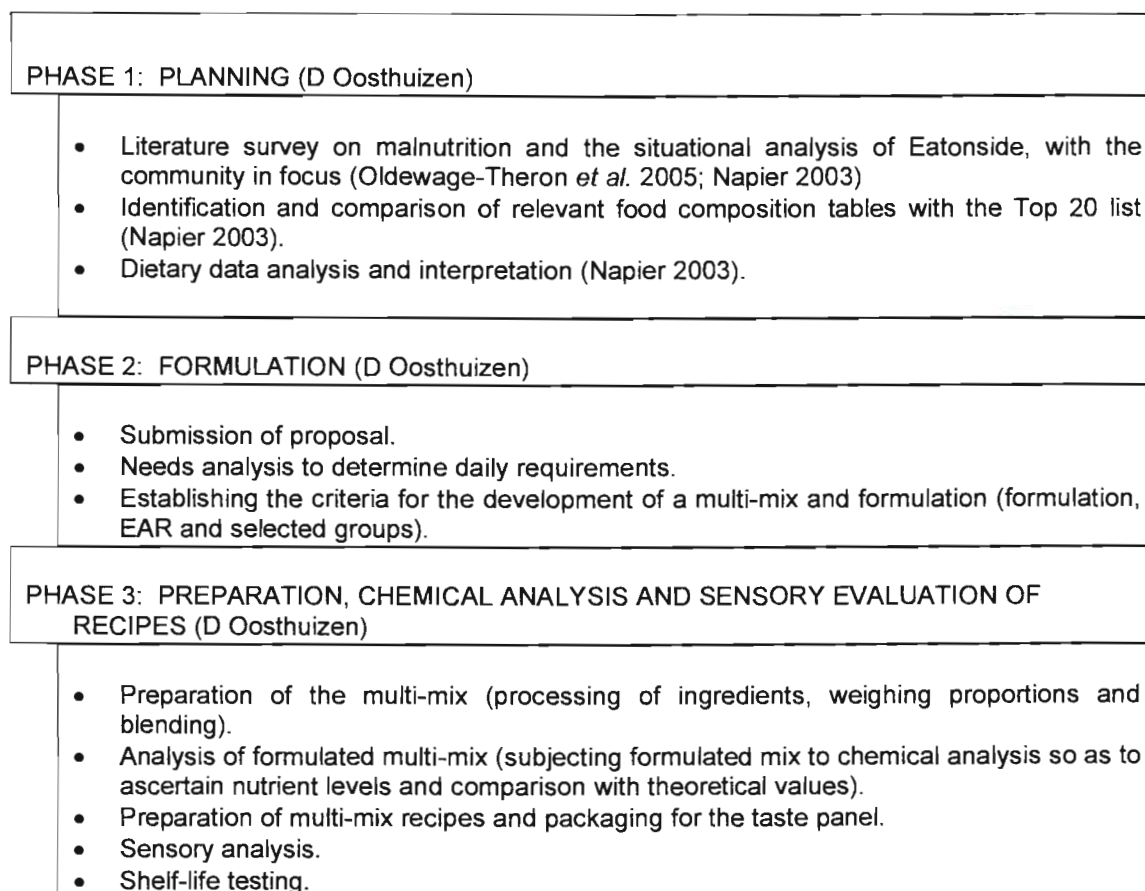 PHASE 1: PLANNING (D Oosthuizen)
• Literature survey on malnutrition and the situational analysis of Eatonside, with the
community in focus (Oldewage-Theron et al. 2005; Napier 2003)
• Identification and comparison of relevant food composition tables with the Top 20 list
(Napier 2003).
• Dietary data analysis and interpretation (Napier 2003).
PHASE 2: FORMULATION (D Oosthuizen)
• Submission of proposal.
• Needs analysis to determine daily requirements.
• Establishing the criteria for the development of a multi-mix and formulation (formulation,
EAR and selected groups).
PHASE 3: PREPARATION, CHEMICAL ANALYSIS AND SENSORY EVALUATION OF
RECIPES (D Oosthuizen)
• Preparation of the multi-mix (processing of ingredients, weighing proportions and
blending).
• Analysis of formulated multi-mix (subjecting formulated mix to chemical analysis so as to
ascertain nutrient levels and comparison with theoretical values).
• Preparation of multi-mix recipes and packaging for the taste panel.
• Sensory analysis.
• Shelf-life testing.